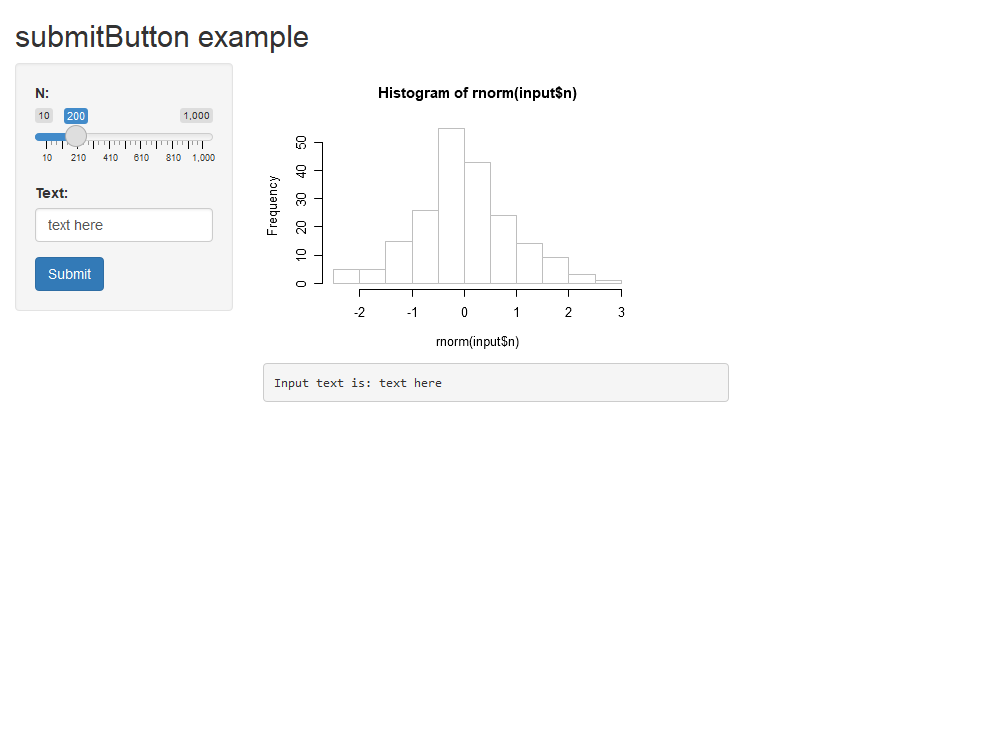 submitButton example
N:
10 200 1,000
10 210 410 610 810 1,000
Text:
text here
Submit
Histogram of rnorm(input$n)
Frequency
50
40
30
20
10
0
-2 -1 0 1 2 3
rnorm(input$n)
Input text is: text here